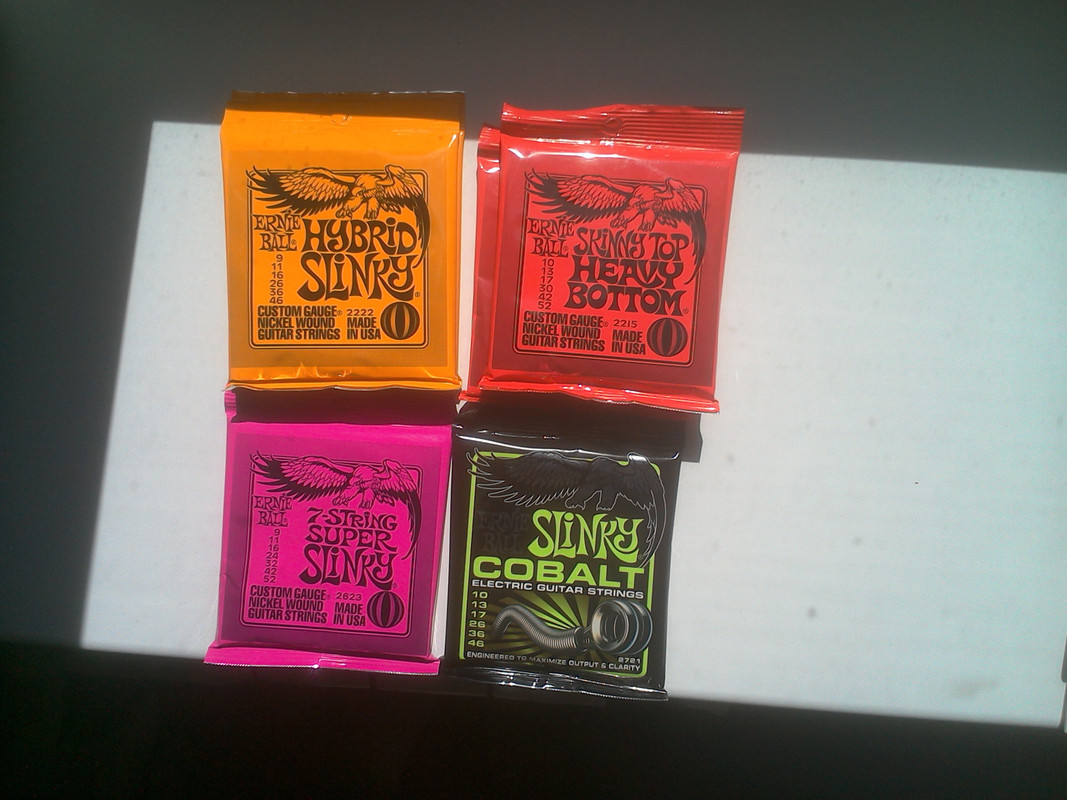 ERNIE
BALL
HYBRID
SLINKY®
9
11
16
26
36
46
CUSTOM GAUGE® 2222
NICKEL WOUND
GUITAR STRINGS
MADE
IN USA
ERNIE
BALL
SKINNY TOP
HEAVY
BOTTOM®
10
13
17
30
42
52
CUSTOM GAUGE® 2215
NICKEL WOUND
GUITAR STRINGS
MADE
IN USA
ERNIE
BALL
7-STRING
SUPER
SLINKY®
9
11
16
24
32
42
52
CUSTOM GAUGE® 2623
NICKEL WOUND
GUITAR STRINGS
MADE
IN USA
ERNIE
BALL
SLINKY
COBALT
ELECTRIC GUITAR STRINGS
10
13
17
26
36
46
2721
ENGINEERED TO MAXIMIZE OUTPUT & CLARITY